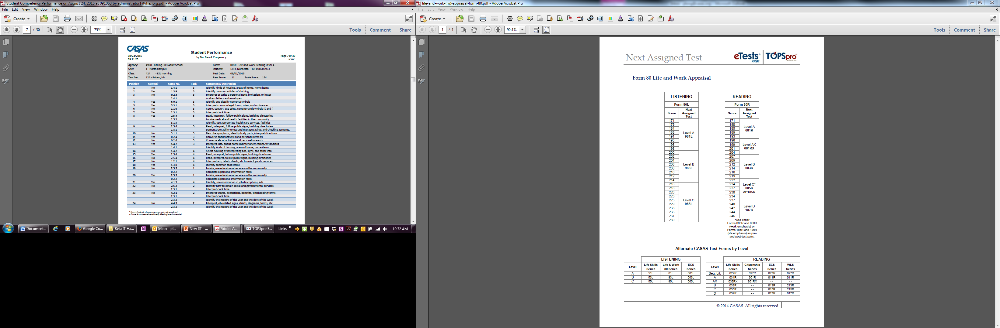 Student Competency Performance on August 24, 2015 at 091053 by administrator1@rhas.org.pdf - Adobe Acrobat Pro
File Edit View Window Help
Create
7 / 30 75% Tools Comment Share
CASAS
08/24/2015
09:11:25
Student Performance
by Test Item & Competency
Page 7 of 30
SCPTIC
Agency: 4908 - Rolling Hills Adult School Form: 081R - Life and Work Reading Level A
Site: 1 - North Campus Student: Ellis, Norberta ID: 098503953
Class: 424 - ESL morning Test Date: 09/01/2015
Teacher: 124 - Ruben, Mr Raw Score: 11 Scale Score: 184
Position Correct? Comp No. Task Competency Description
1 No 1.4.1 3 Identify kinds of housing, areas of home, home items
2 Yes 1.3.9 3 Identify common articles of clothing
3 No 0.2.3 3 Interpret or write a personal note, invitation, or letter
2.4.1 Address letters and envelopes
4 Yes 6.0.1 3 Identify and classify numeric symbols
5 Yes 5.3.1 3 Interpret common legal forms, rules, and ordinances
6 No 1.1.6 3 Count, convert, use coins, currency and symbols ($ and .)
7 Yes 2.3.1 3 Interpret clock time
8 Yes 2.5.4 3 Read, interpret, follow public signs, building directories
2.5.3 Locate medical and health facilities in the community
3.1.3 Identify, use appropriate health care services, facilities
9 No 2.5.4 3 Read, interpret, follow public signs, building directories
1.8.1 Demonstrate ability to use and manage savings and checking accounts,
10 No 3.1.1 3 Describe symptoms, identify body parts, interpret directions
11 Yes 0.2.4 3 Converse about activities and personal interests
12 No 0.2.4 3 Converse about activities and personal interests
13 Yes 1.4.7 3 Interpret info. about home maintenance; comm. w/landlord
1.4.1 Identify kinds of housing, areas of home, home items
14 No 1.4.2 4 Select housing by interpreting ads, signs, and other info.
15 Yes 2.5.4 4 Read, interpret, follow public signs, building directories
16 No 2.5.4 4 Read, interpret, follow public signs, building directories
17 No 1.2.1 4 Interpret ads, labels, charts, etc to select goods, services
18 Yes 1.3.8 4 Identify common food items
19 No 2.5.5 1 Locate, use educational services in the community
0.2.2 Complete a personal information form
20 Yes 2.5.5 1 Locate, use educational services in the community
0.2.2 Complete a personal information form
21 Yes 4.1.3 4 Identify, use information in job descriptions, ads
22 No 2.5.2 2 Identify how to obtain social and governmental services
2.3.1 Interpret clock time
23 No 4.2.1 2 Interpret wages, deductions, benefits, timekeeping forms
2.3.1 Interpret clock time
2.3.2 Identify the months of the year and the days of the week
24 No 4.4.3 2 Interpret job-related signs, charts, diagrams, forms, etc.
2.3.2 Identify the months of the year and the days of the week
* Score(s) outside of accuracy range; gain not completed
♦ Score is a conservative estimate; retesting is recommended
Document... Google Cu... Beta IT Ha... Inbox - pl... New IIT - ... Adobe A... TOPSpro E... Links » 10:32 AM
life-and-work-(lw)-appraisal-form-80.pdf - Adobe Acrobat Pro
File Edit View Window Help
Create
1 / 1 90.4% Tools Comment Share
Next Assigned Test
eTests CASAS TOPSpro enterprise
Form 80 Life and Work Appraisal
LISTENING
Form 80L
Score Next Assigned Test
171
179
184
188
191
193
196
198
Level A
981L
200
202
204
206
208
210
212
214
Level B
983L
216
218
220
223
225
229
233
235
237
239
Level C
985L
READING
Form 80R
Score Next Assigned Test
171
180
185
189
193
Level A
081R
196
199
201
204
Level AX
081RX
207
209
212
214
216
219
Level B
083R
222
224
227
230
234
Level C*
085R
or 185R
237
240
242
244
246
Level D
187R
*Use either
Forms 085R and 086R
(work emphasis) or
Forms 185R and 186R
(life emphasis) as pre-
and post-test pairs.
Alternate CASAS Test Forms by Level
LISTENING
Level Life Skills Series Life & Work 80 Series ECS Series
A 51L 81L 061L
B 53L 83L 063L
C 55L 85L 065L
READING
Level Life Skills Series Citizenship Series ECS Series WLS Series
Beg. Lit. 027R 027R 027R 027R
A 031R 951R 011R 011R
AX 032RX 951RX - - - -
B 033R - - 013R 213R
C 035R - - 015R 215R
D 037R - - 017R 017R
© 2014 CASAS. All rights reserved.